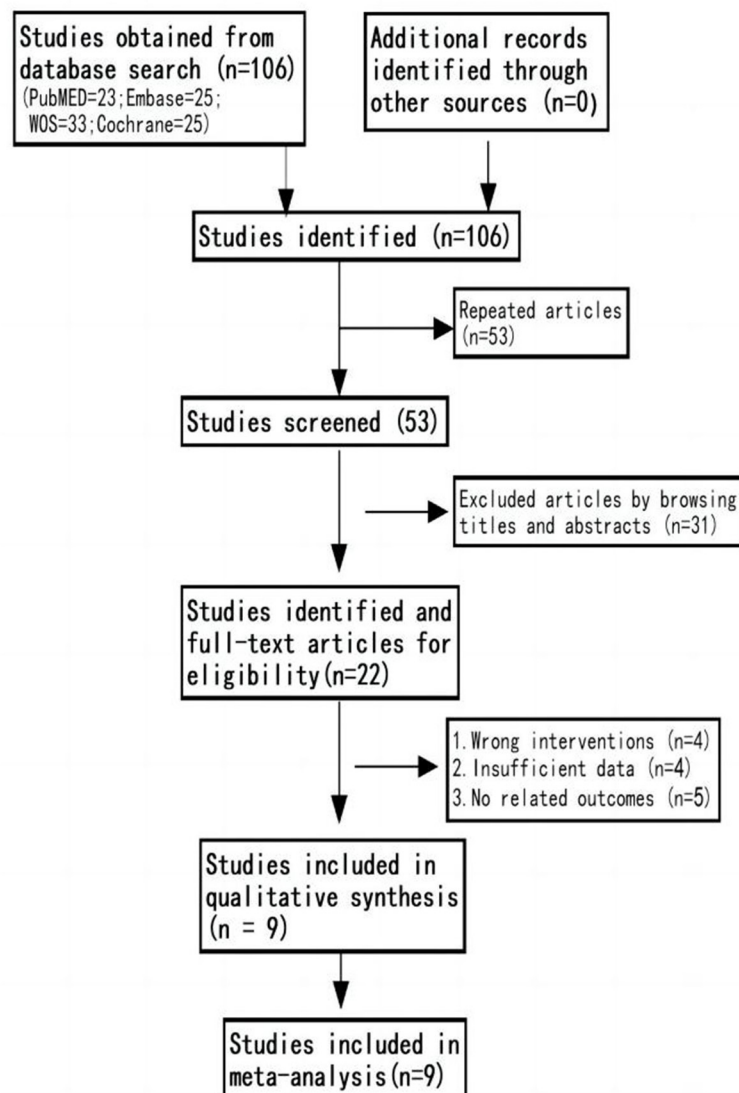 Studies obtained from
database search (n=106)
(PubMED=23;Embase=25;
WOS=33;Cochrane=25)
Additional records
identified through
other sources (n=0)
Studies identified (n=106)
Repeated articles
(n=53)
Studies screened (53)
Excluded articles by browsing
titles and abstracts (n=31)
Studies identified and
full-text articles for
eligibility(n=22)
1. Wrong interventions (n=4)
2. Insufficient data (n=4)
3. No related outcomes (n=5)
Studies included in
qualitative synthesis
(n = 9)
Studies included in
meta-analysis(n=9)